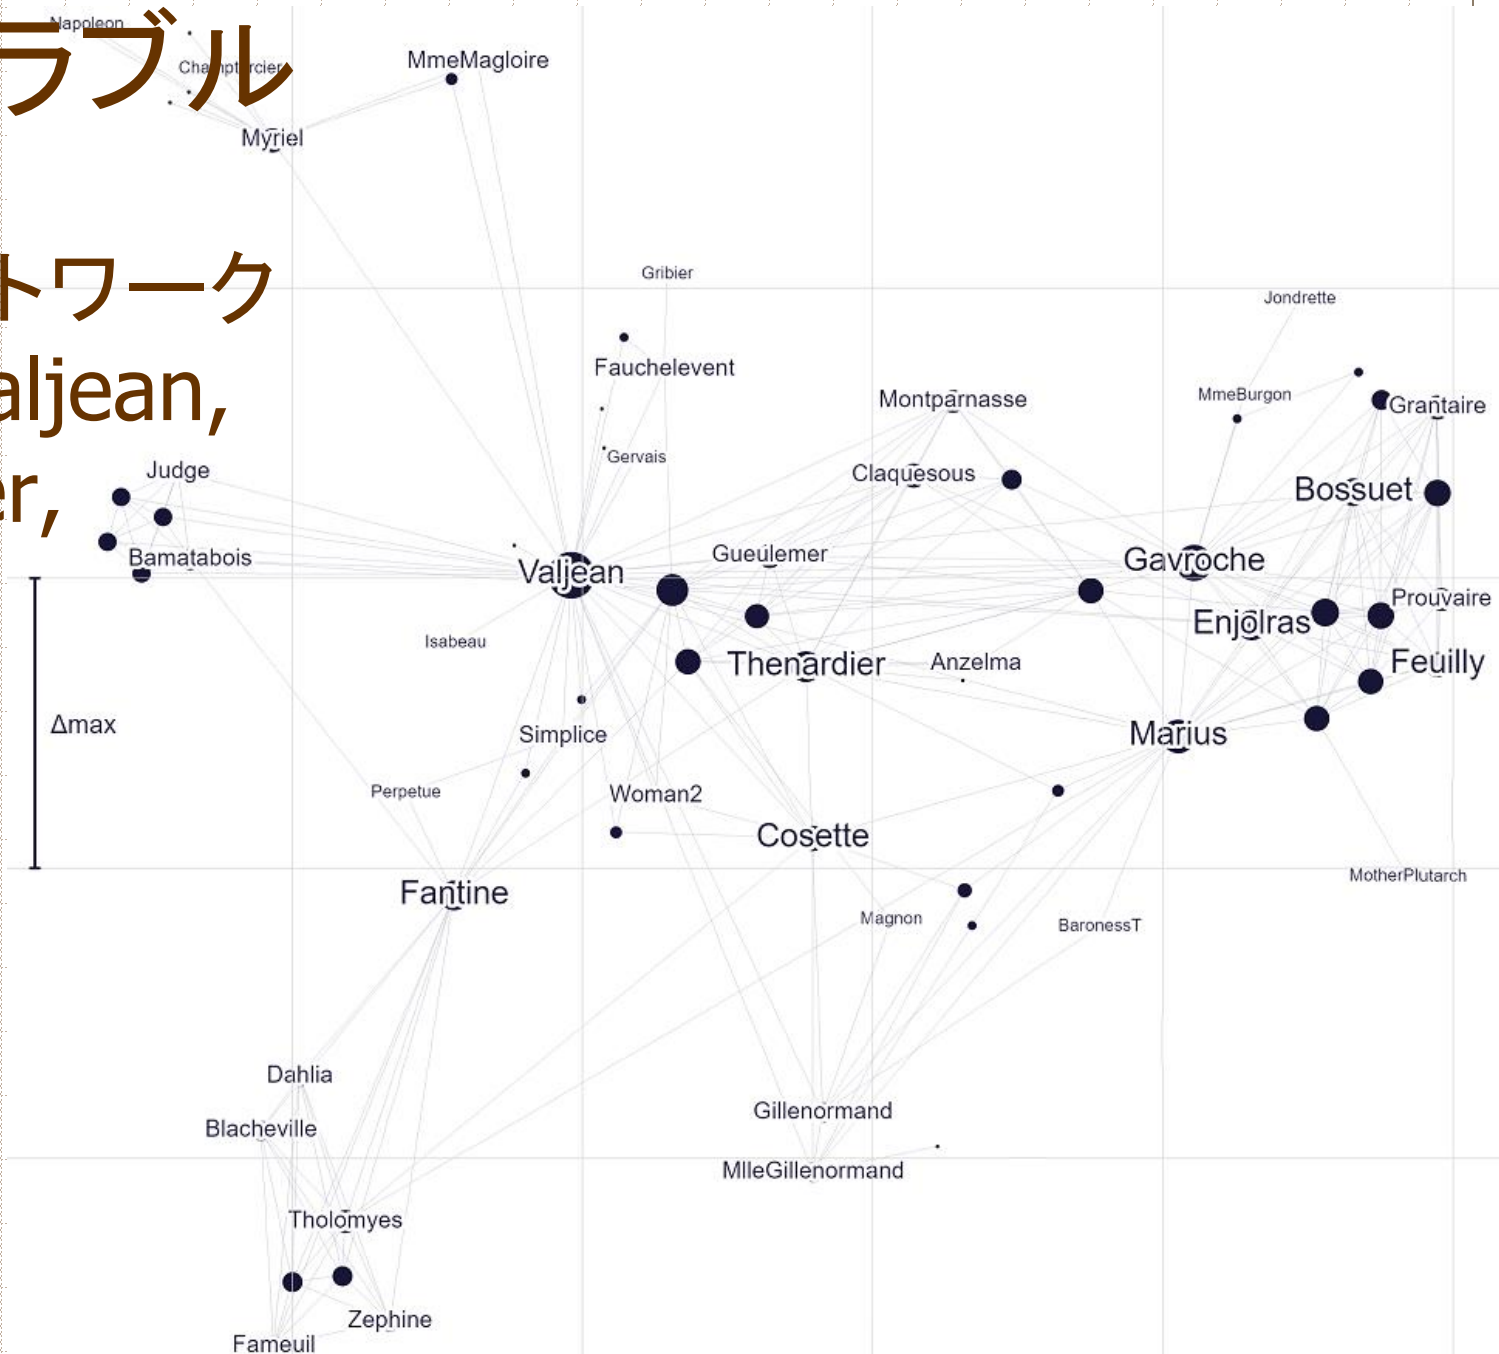 Napoleon
ラブル
Champtercier
MmeMagloire
Myriel
トワーク
aljean,
er,
Gribier
Jondrette
Fauchelevent
MmeBurgon
Montparnasse
Grantaire
Gervais
Judge
Claquesous
Bossuet
Bamatabois
Gueulemer
Gavroche
Valjean
Prouvaire
Enjolras
Isabeau
Thenardier
Anzelma
Feuilly
Δmax
Simplice
Marius
Perpetue
Woman2
Cosette
MotherPlutarch
Fantine
Magnon
BaronessT
Dahlia
Gillenormand
Blacheville
MlleGillenormand
Tholomyes
Zephine
Fameuil